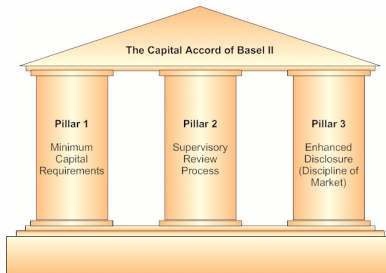 The Capital Accord of Basel II
Pillar 1
Minimum
Capital
Requirements
Pillar 2
Supervisory
Review
Process
Pillar 3
Enhanced
Disclosure
(Discipline of
Market)